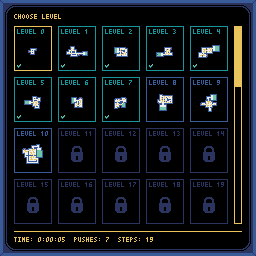 CHOOSE LEVEL
LEVEL 0 LEVEL 1 LEVEL 2 LEVEL 3 LEVEL 4
LEVEL 5 LEVEL 6 LEVEL 7 LEVEL 8 LEVEL 9
LEVEL 10 LEVEL 11 LEVEL 12 LEVEL 13 LEVEL 14
LEVEL 15 LEVEL 16 LEVEL 17 LEVEL 18 LEVEL 19
TIME: 0:00:05 PUSHES: 7 STEPS: 19